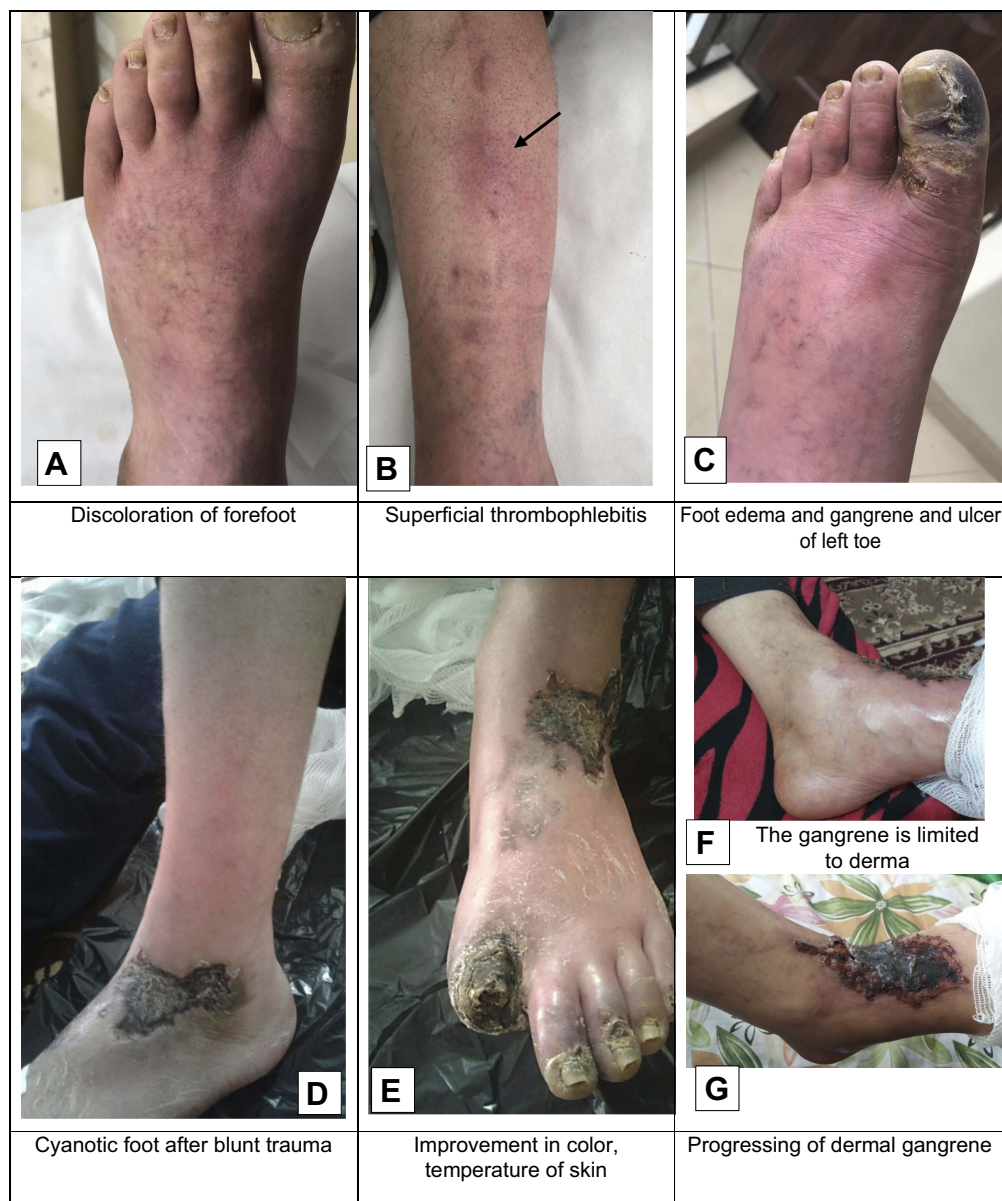 A
B
C
Discoloration of forefoot
Superficial thrombophlebitis
Foot edema and gangrene and ulcer
of left toe
D
E
F
The gangrene is limited
to derma
G
Cyanotic foot after blunt trauma
Improvement in color,
temperature of skin
Progressing of dermal gangrene